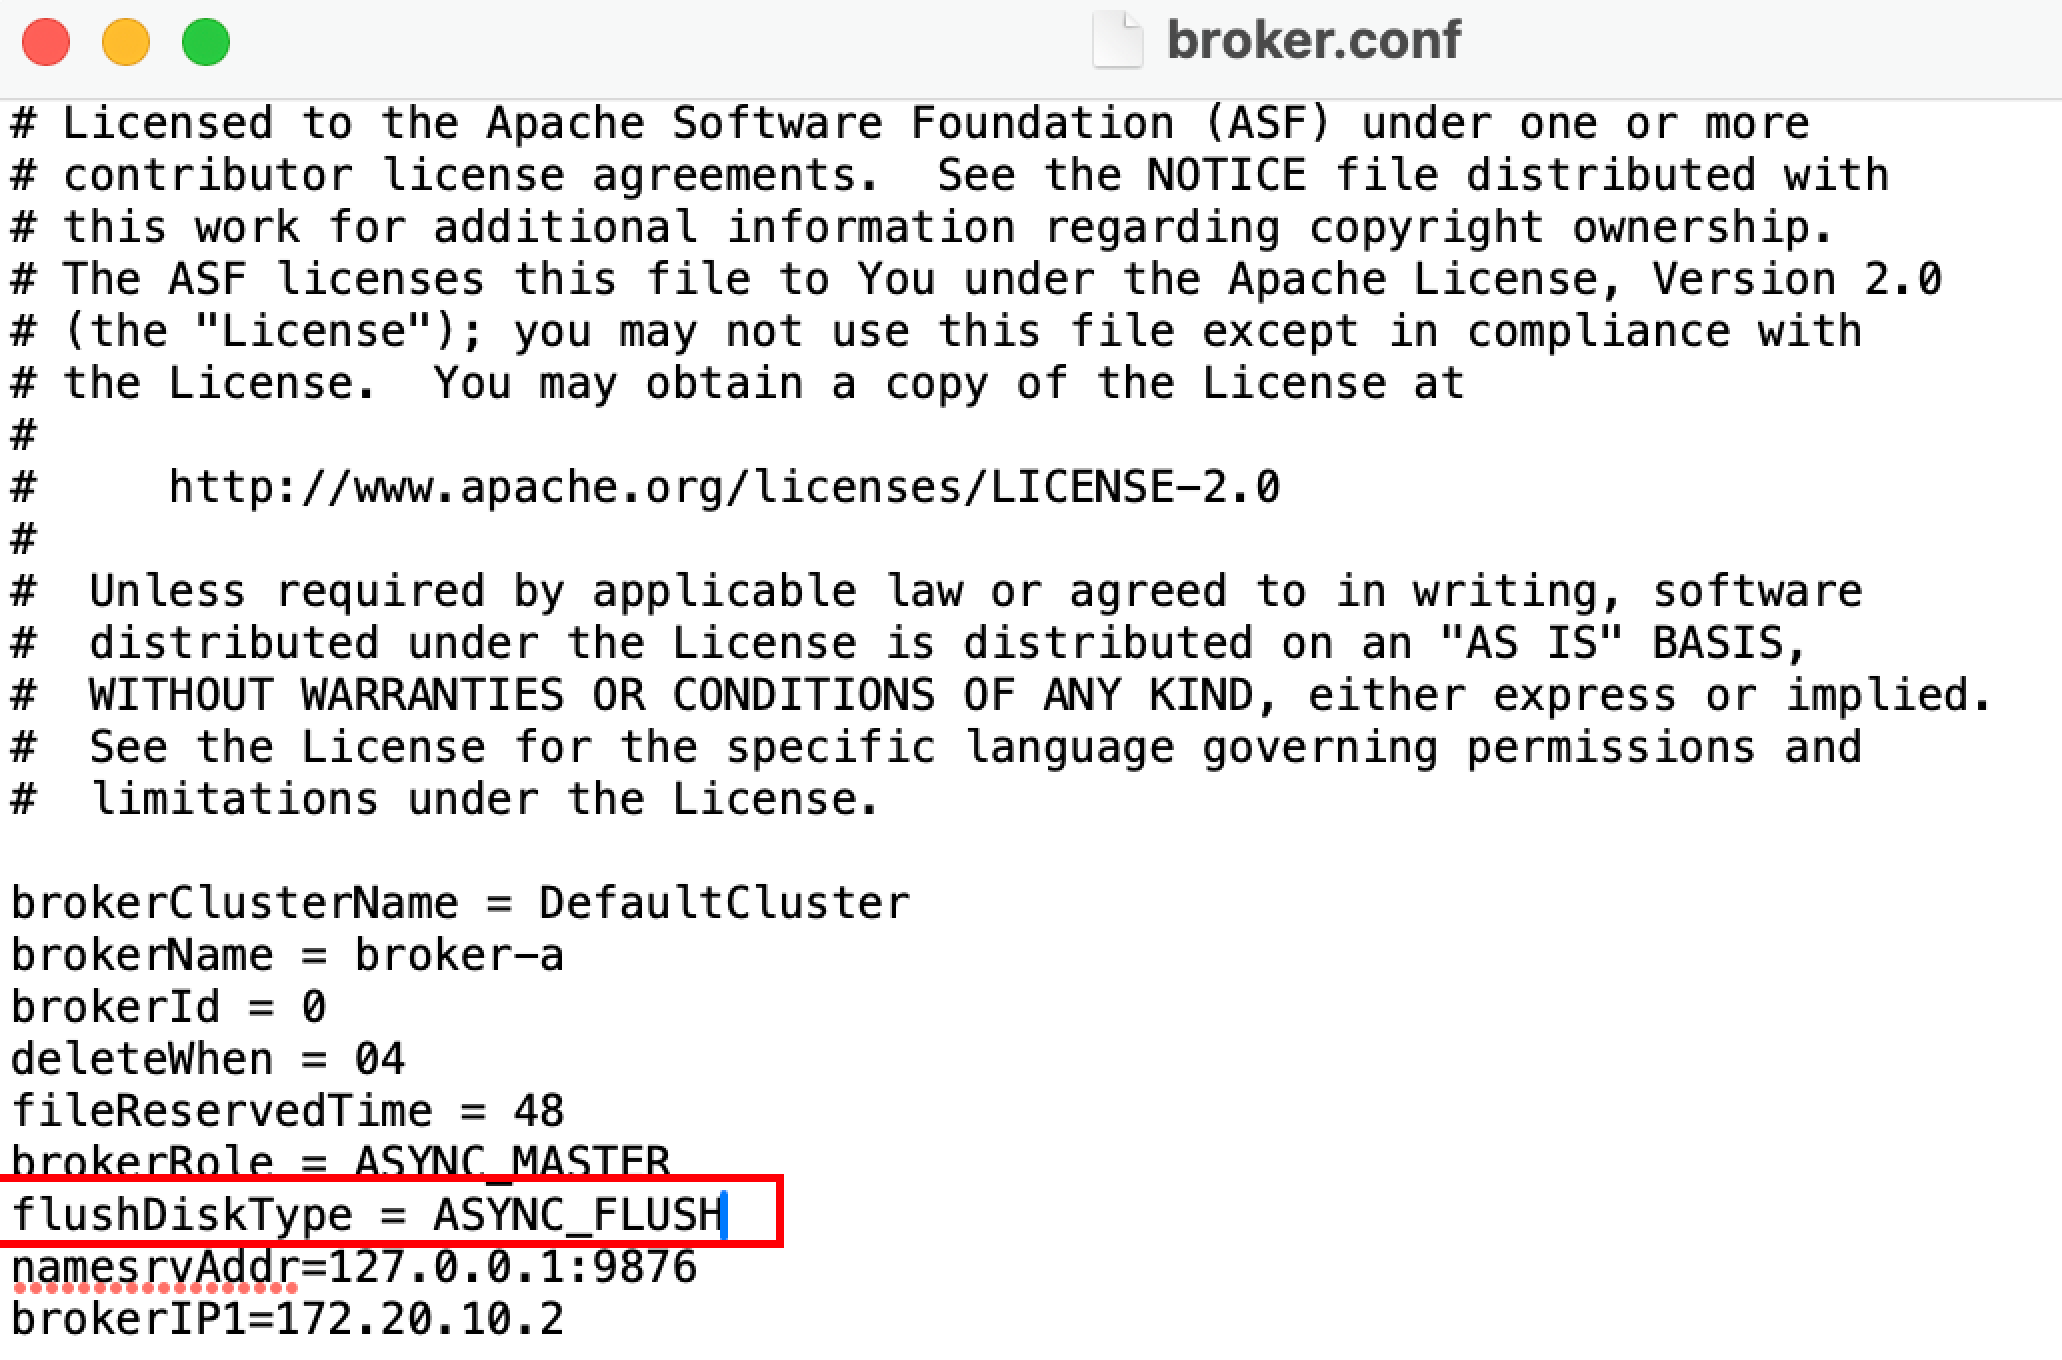 broker.conf
# Licensed to the Apache Software Foundation (ASF) under one or more
# contributor license agreements.  See the NOTICE file distributed with
# this work for additional information regarding copyright ownership.
# The ASF licenses this file to You under the Apache License, Version 2.0
# (the "License"); you may not use this file except in compliance with
# the License.  You may obtain a copy of the License at
#
#     http://www.apache.org/licenses/LICENSE-2.0
#
#  Unless required by applicable law or agreed to in writing, software
#  distributed under the License is distributed on an "AS IS" BASIS,
#  WITHOUT WARRANTIES OR CONDITIONS OF ANY KIND, either express or implied.
#  See the License for the specific language governing permissions and
#  limitations under the License.

brokerClusterName = DefaultCluster
brokerName = broker-a
brokerId = 0
deleteWhen = 04
fileReservedTime = 48
brokerRole = ASYNC_MASTER
flushDiskType = ASYNC_FLUSH
namesrvAddr=127.0.0.1:9876
brokerIP1=172.20.10.2